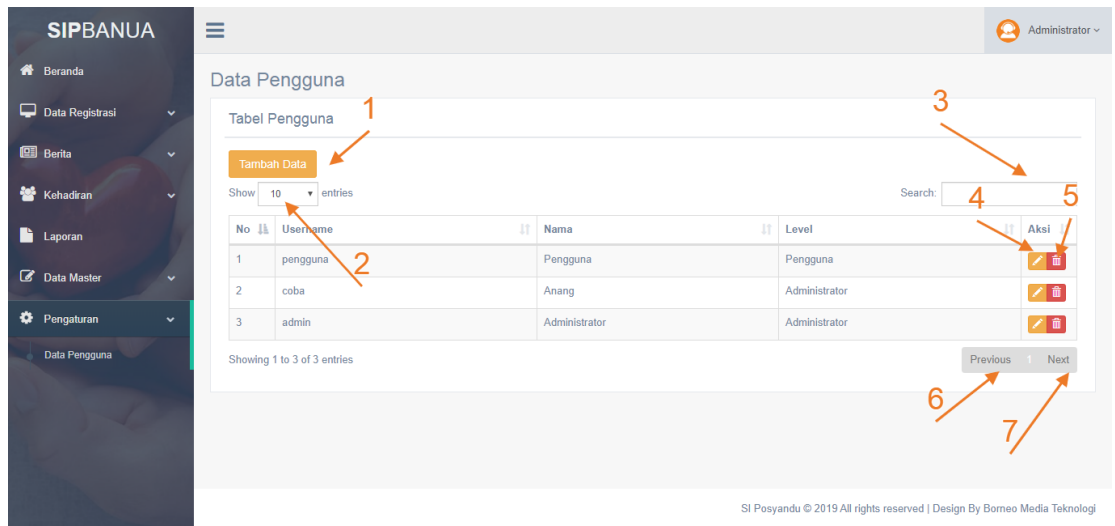 SIPBANUA
Administrator
Beranda
Data Registrasi
Berita
Kehadiran
Laporan
Data Master
Pengaturan
Data Pengguna
Data Pengguna
Tabel Pengguna
1
3
Tambah Data
Show 10 entries
Search:
4
5
No Username Nama Level Aksi
2
1 pengguna Pengguna Pengguna
2 coba Anang Administrator
3 admin Administrator Administrator
Showing 1 to 3 of 3 entries
Previous 1 Next
6
7
SI Posyandu © 2019 All rights reserved | Design By Borneo Media Teknologi